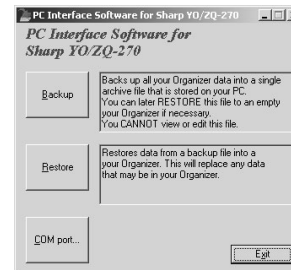 PC Interface Software for Sharp YO/ZQ-270
PC Interface Software for
Sharp YO/ZQ-270
Backup
Backs up all your Organizer data into a single
archive file that is stored on your PC.
You can later RESTORE this file to an empty
your Organizer if necessary.
You CANNOT view or edit this file.
Restore
Restores data from a backup file into a
your Organizer. This will replace any data
that may be in your Organizer.
COM port...
Exit